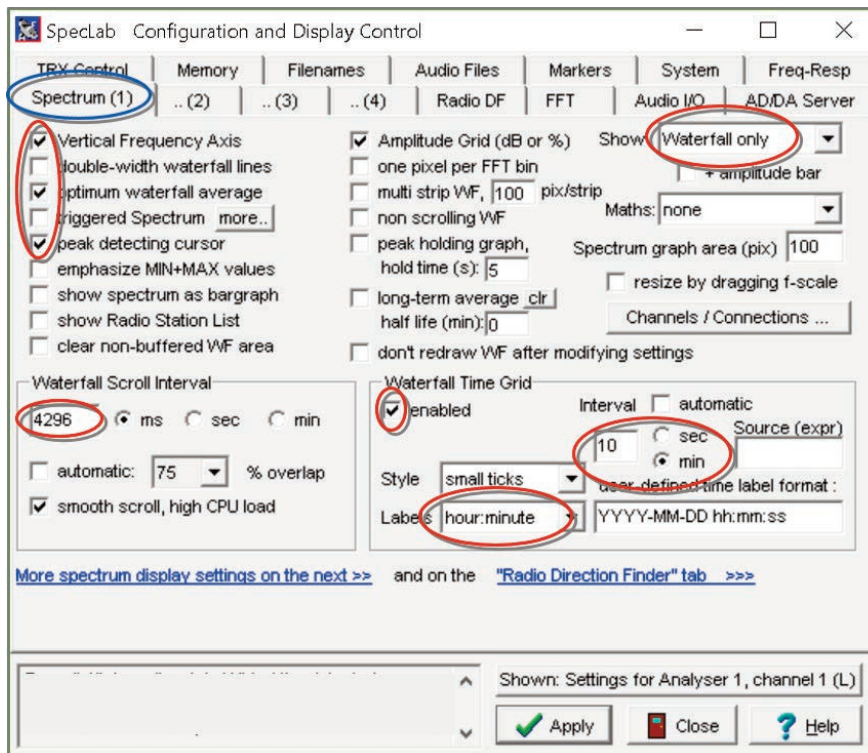 SpecLab Configuration and Display Control
TRX Control Memory Filenames Audio Files Markers System Freq-Resp
Spectrum (1) .. (2) .. (3) .. (4) Radio DF FFT Audio I/O AD/DA Server
Vertical Frequency Axis
double-width waterfall lines
optimum waterfall average
triggered Spectrum more..
peak detecting cursor
emphasize MIN+MAX values
show spectrum as bargraph
show Radio Station List
clear non-buffered WF area
Amplitude Grid (dB or %)
one pixel per FFT bin
multi strip WF, 100 pix/strip
non scrolling WF
peak holding graph,
hold time (s): 5
long-term average clr
half life (min): 0
don't redraw WF after modifying settings
Show Waterfall only
+ amplitude bar
Maths: none
Spectrum graph area (pix) 100
resize by dragging f-scale
Channels / Connections ...
Waterfall Scroll Interval
4296 ms sec min
automatic: 75 % overlap
smooth scroll, high CPU load
Waterfall Time Grid
enabled
Interval automatic
10 sec
min
Source (expr)
Style small ticks
user-defined time label format :
Labels hour:minute YYYY-MM-DD hh:mm:ss
More spectrum display settings on the next >> and on the "Radio Direction Finder" tab >>>
Shown: Settings for Analyser 1, channel 1 (L)
Apply Close Help